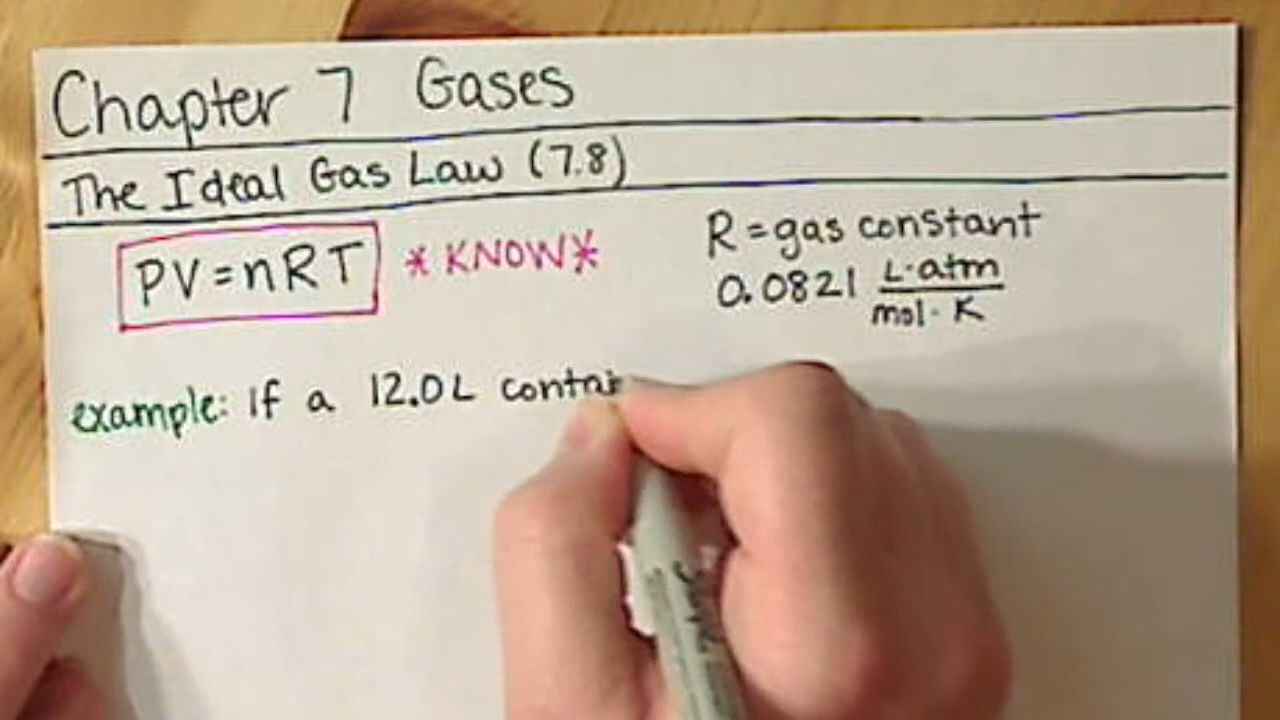 Chapter 7 Gases
The Ideal Gas Law (7.8)
PV=nRT *KNOW*
R=gas constant
0.0821 L·atm
mol·K
example: If a 12.0L contai